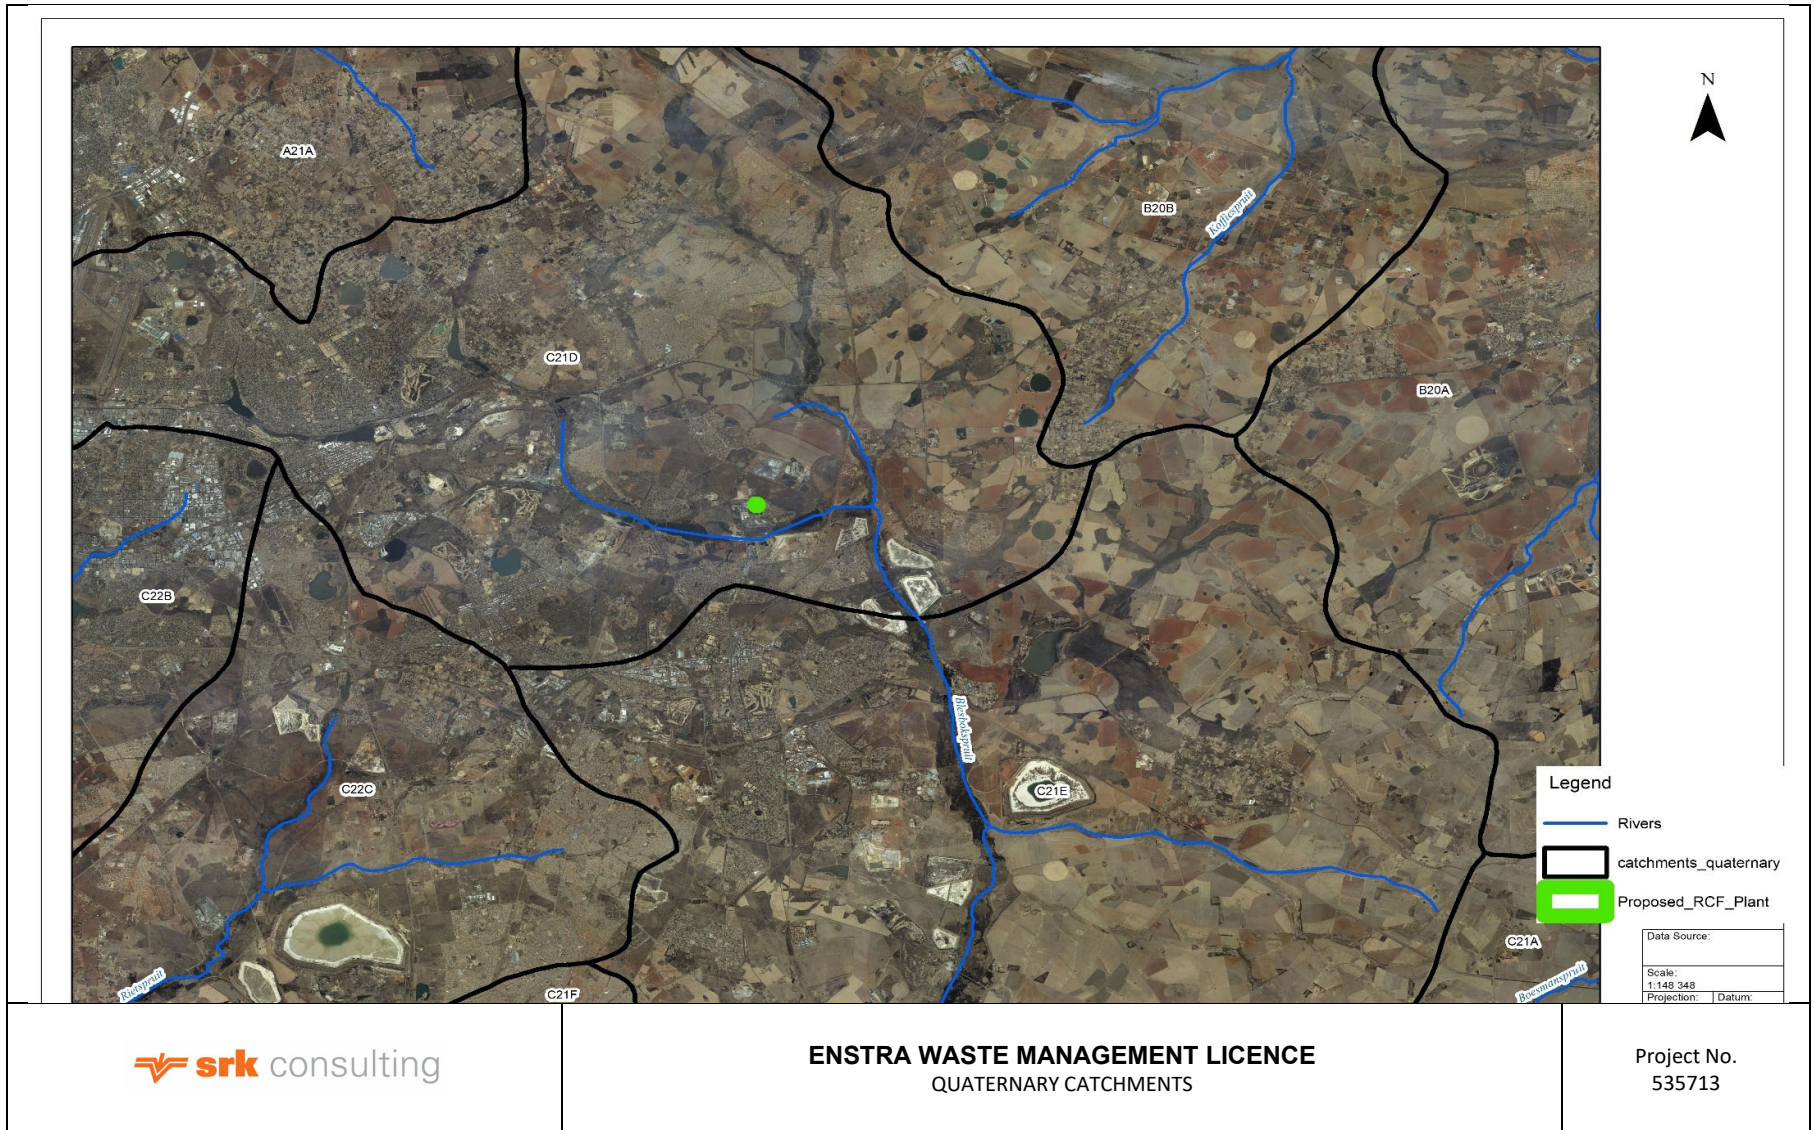 N
A21A
B20B
Koffiespruit
C21D
B20A
C22B
Blesbokspruit
C22C
C21E
Legend
Rivers
catchments_quaternary
Proposed_RCF_Plant
C21A
Data Source:
Scale:
1:148 348
Projection: Datum:
Rietspruit
C21F
Boesmanspruit
srk consulting
ENSTRA WASTE MANAGEMENT LICENCE
QUATERNARY CATCHMENTS
Project No.
535713